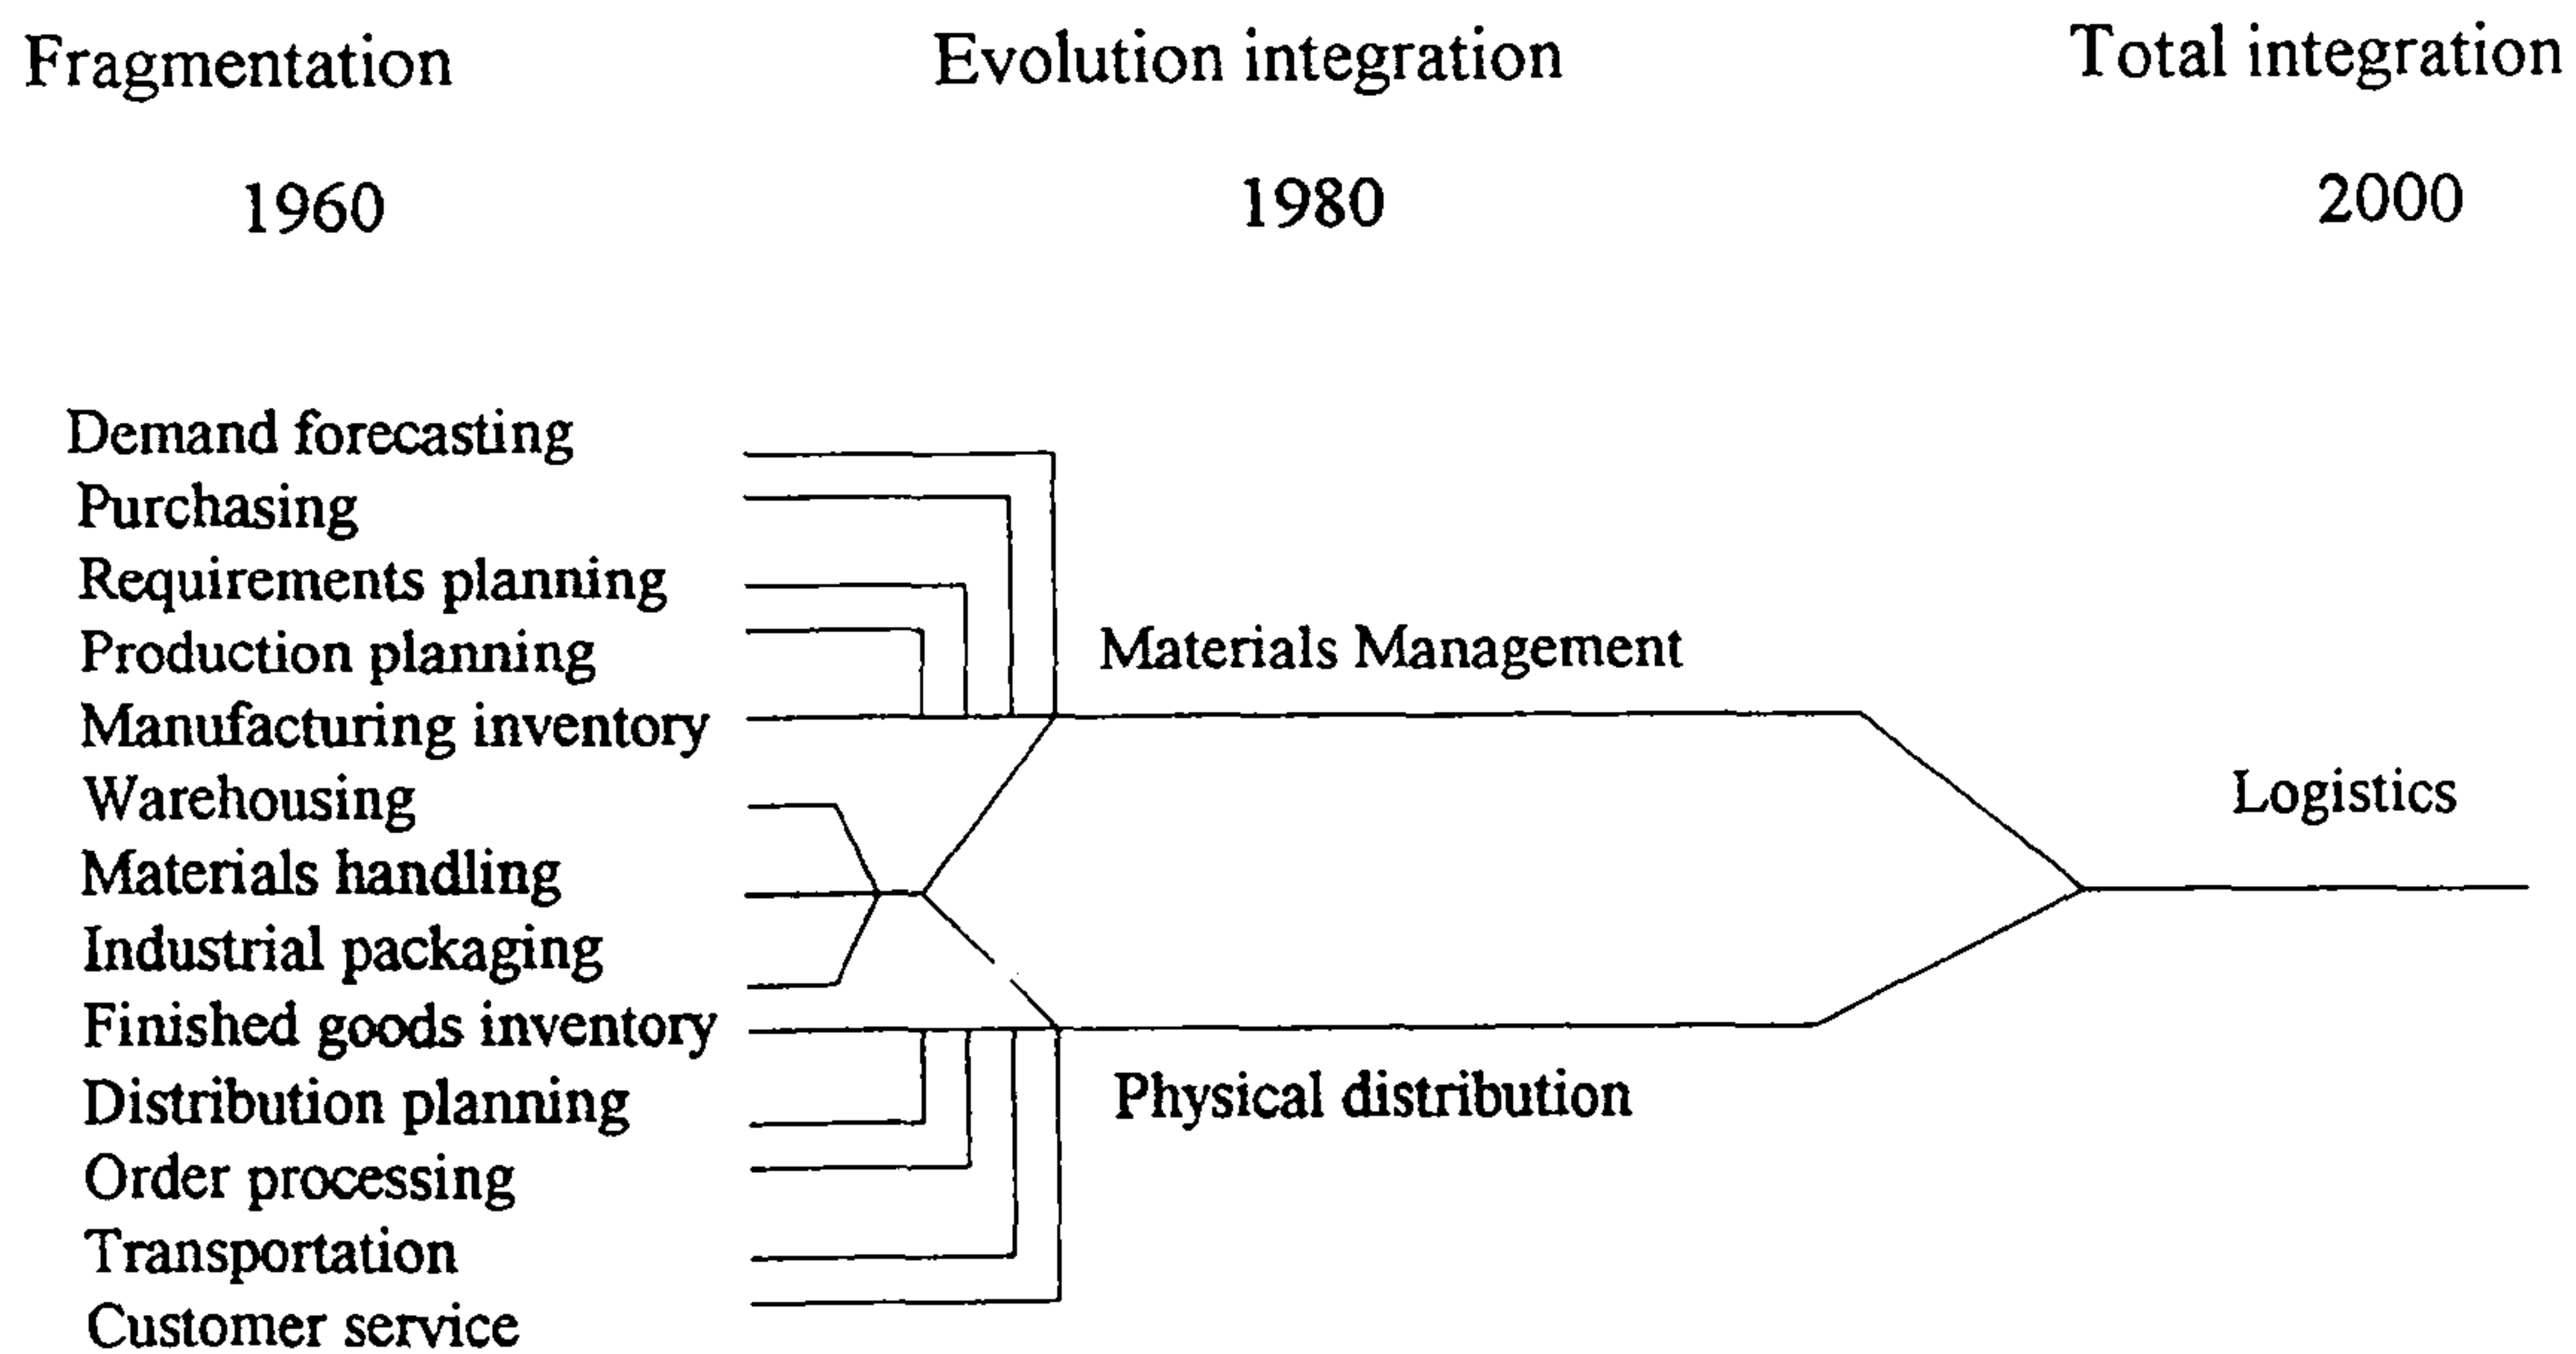 Fragmentation
Evolution integration
Total integration
1960
1980
2000
Demand forecasting
Purchasing
Requirements planning
Production planning
Materials Management
Manufacturing inventory
Warehousing
Logistics
Materials handling
Industrial packaging
Finished goods inventory
Distribution planning
Physical distribution
Order processing
Transportation
Customer service